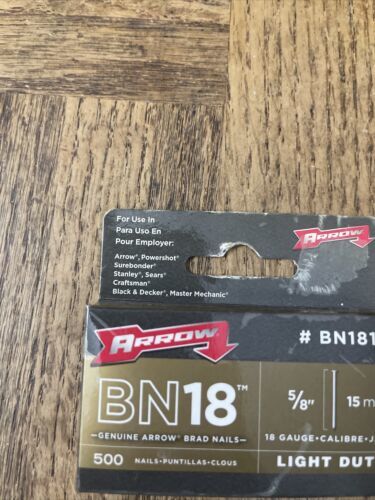 For Use In
Para Uso En
Pour Employer:
Arrow®, Powershot®
Surebonder®
Stanley®, Sears®
Craftsman®
Black & Decker®, Master Mechanic®
ARROW
ARROW
# BN181
BN18™
5/8" 15 m
GENUINE ARROW® BRAD NAILS
18 GAUGE•CALIBRE•J
500 NAILS•PUNTILLAS•CLOUS
LIGHT DUT